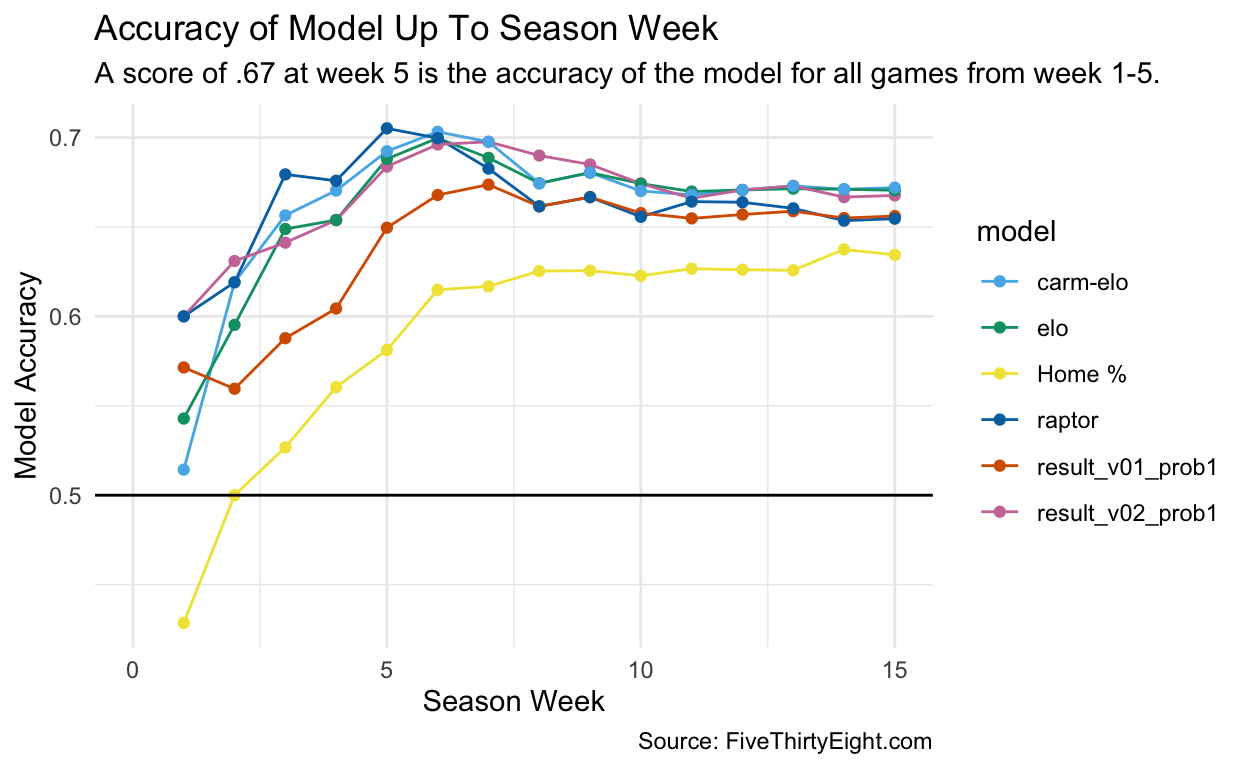 Accuracy of Model Up To Season Week
A score of .67 at week 5 is the accuracy of the model for all games from week 1-5.
Model Accuracy
0.7
0.6
0.5
0
5
10
15
Season Week
model
carm-elo
elo
Home %
raptor
result_v01_prob1
result_v02_prob1
Source: FiveThirtyEight.com